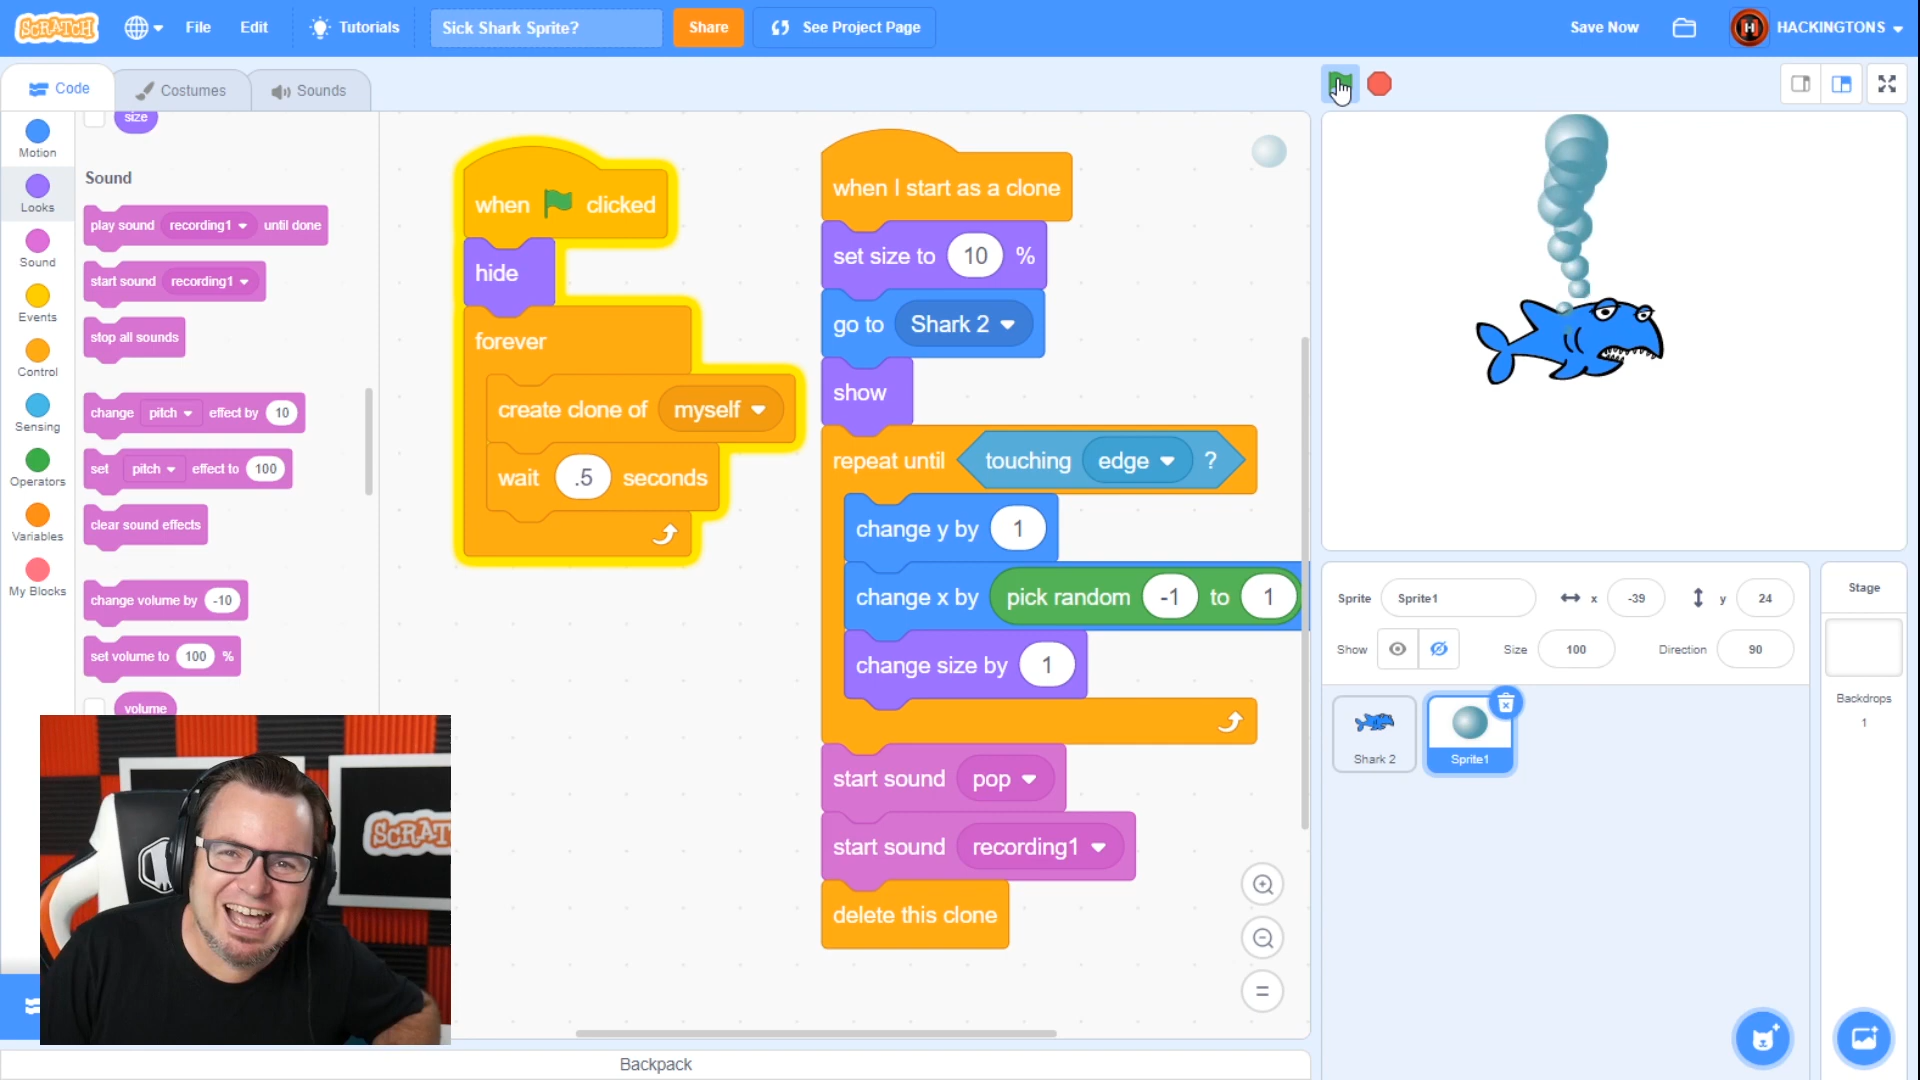 SCRATCH
File
Edit
Tutorials
Sick Shark Sprite?
Share
See Project Page
Save Now
H
HACKINGTONS
Code
Costumes
Sounds
Motion
Looks
Sound
Events
Control
Sensing
Operators
Variables
My Blocks
size
Sound
play sound recording1 until done
start sound recording1
stop all sounds
change pitch effect by 10
set pitch effect to 100
clear sound effects
change volume by -10
set volume to 100 %
volume
when clicked
hide
forever
create clone of myself
wait .5 seconds
when I start as a clone
set size to 10 %
go to Shark 2
show
repeat until touching edge ?
change y by 1
change x by pick random -1 to 1
change size by 1
start sound pop
start sound recording1
delete this clone
Sprite Sprite1 x -39 y 24
Show Size 100 Direction 90
Shark 2
Sprite1
Stage
Backdrops
1
SCRAT
Backpack